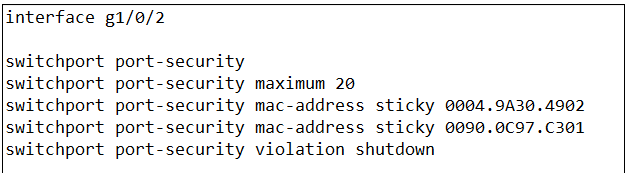 interface g1/0/2
switchport port-security
switchport port-security maximum 20
switchport port-security mac-address sticky 0004.9A30.4902
switchport port-security mac-address sticky 0090.0C97.C301
switchport port-security violation shutdown